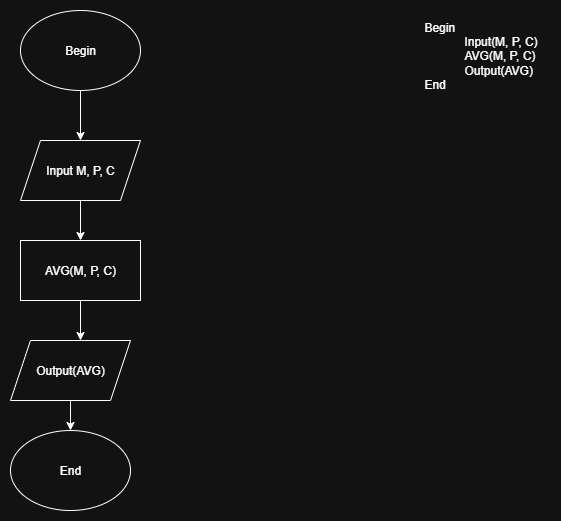 Begin
Input M, P, C
AVG(M, P, C)
Output(AVG)
End
Begin
Input(M, P, C)
AVG(M, P, C)
Output(AVG)
End